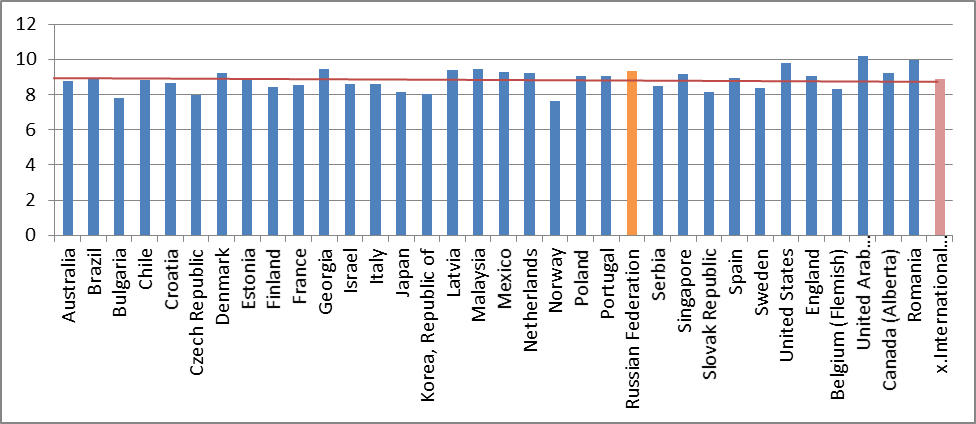 12
10
8
6
4
2
0
Australia
Brazil
Bulgaria
Chile
Croatia
Czech Republic
Denmark
Estonia
Finland
France
Georgia
Israel
Italy
Japan
Korea, Republic of
Latvia
Malaysia
Mexico
Netherlands
Norway
Poland
Portugal
Russian Federation
Serbia
Singapore
Slovak Republic
Spain
Sweden
United States
England
Belgium (Flemish)
United Arab...
Canada (Alberta)
Romania
x.International...